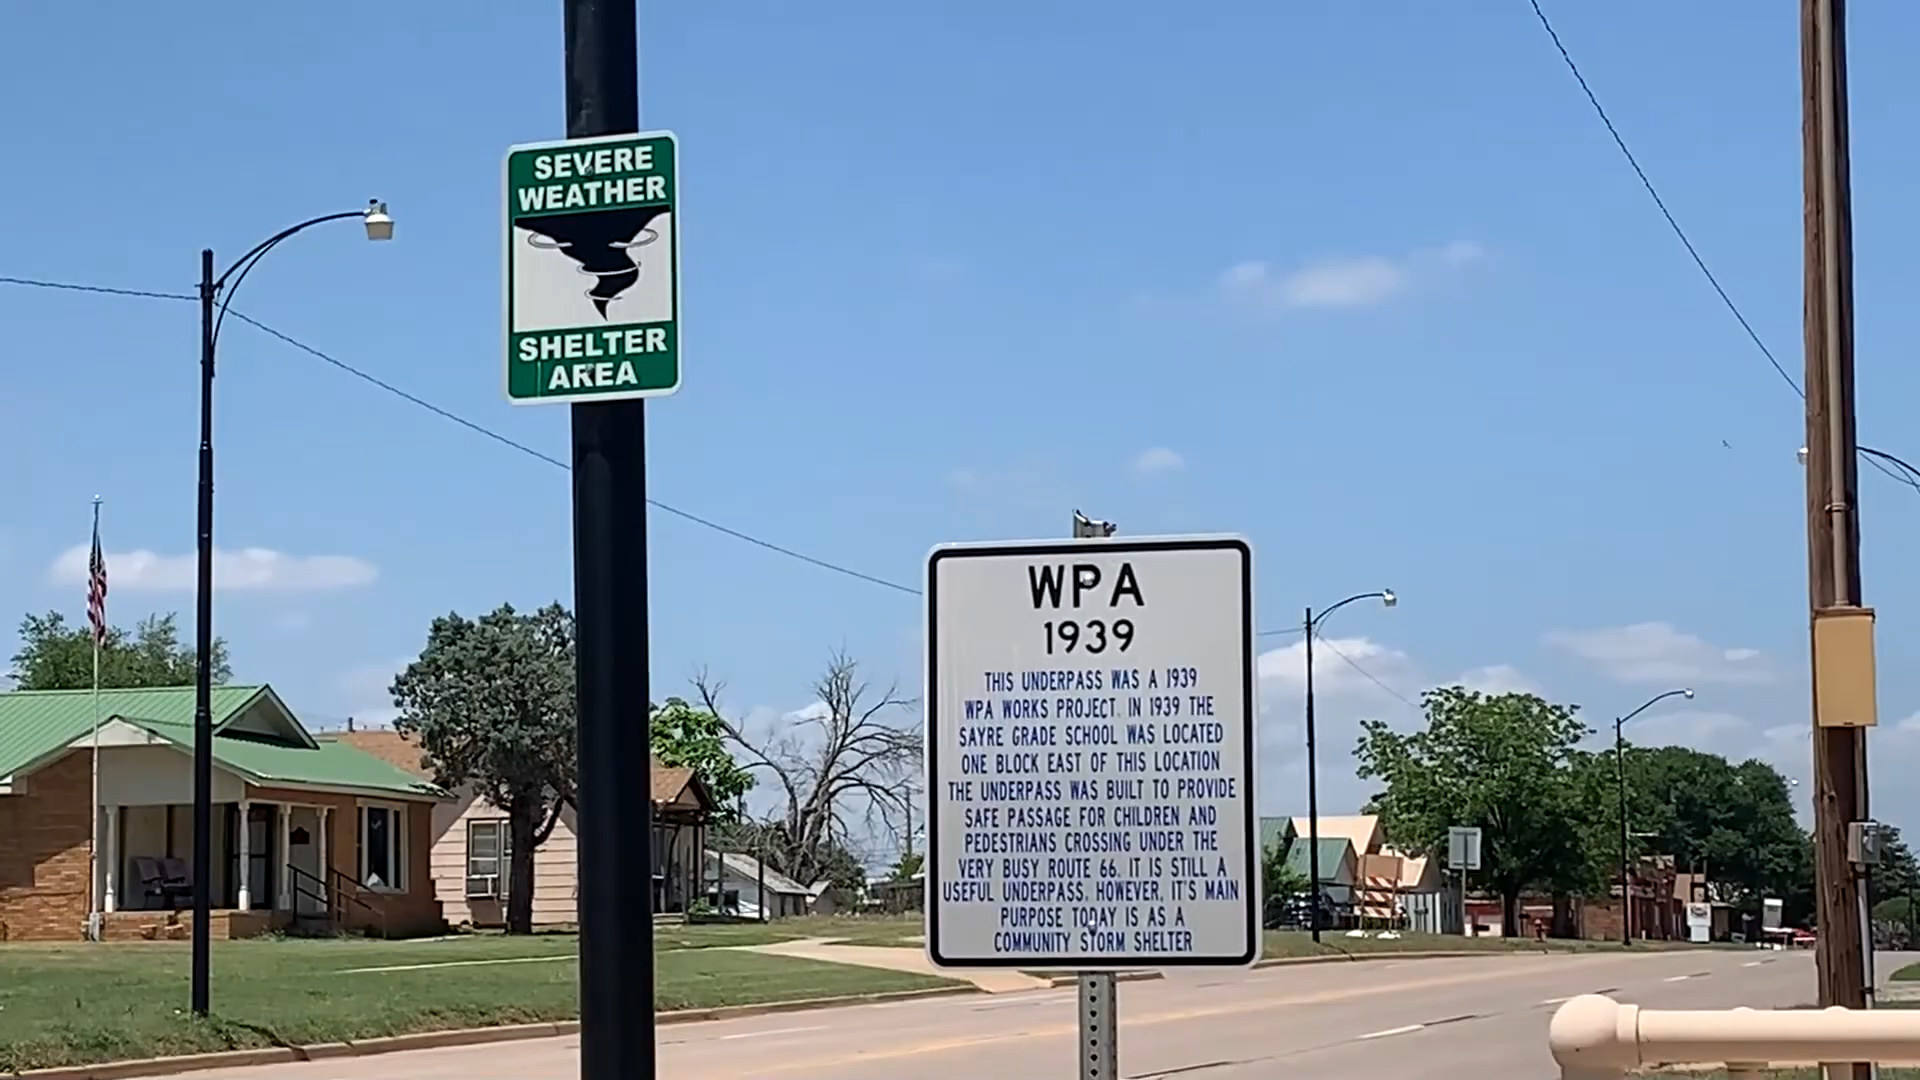 SEVERE
WEATHER
SHELTER
AREA
WPA
1939
THIS UNDERPASS WAS A 1939
WPA WORKS PROJECT. IN 1939 THE
SAYRE GRADE SCHOOL WAS LOCATED
ONE BLOCK EAST OF THIS LOCATION
THE UNDERPASS WAS BUILT TO PROVIDE
SAFE PASSAGE FOR CHILDREN AND
PEDESTRIANS CROSSING UNDER THE
VERY BUSY ROUTE 66. IT IS STILL A
USEFUL UNDERPASS. HOWEVER, IT'S MAIN
PURPOSE TODAY IS AS A
COMMUNITY STORM SHELTER